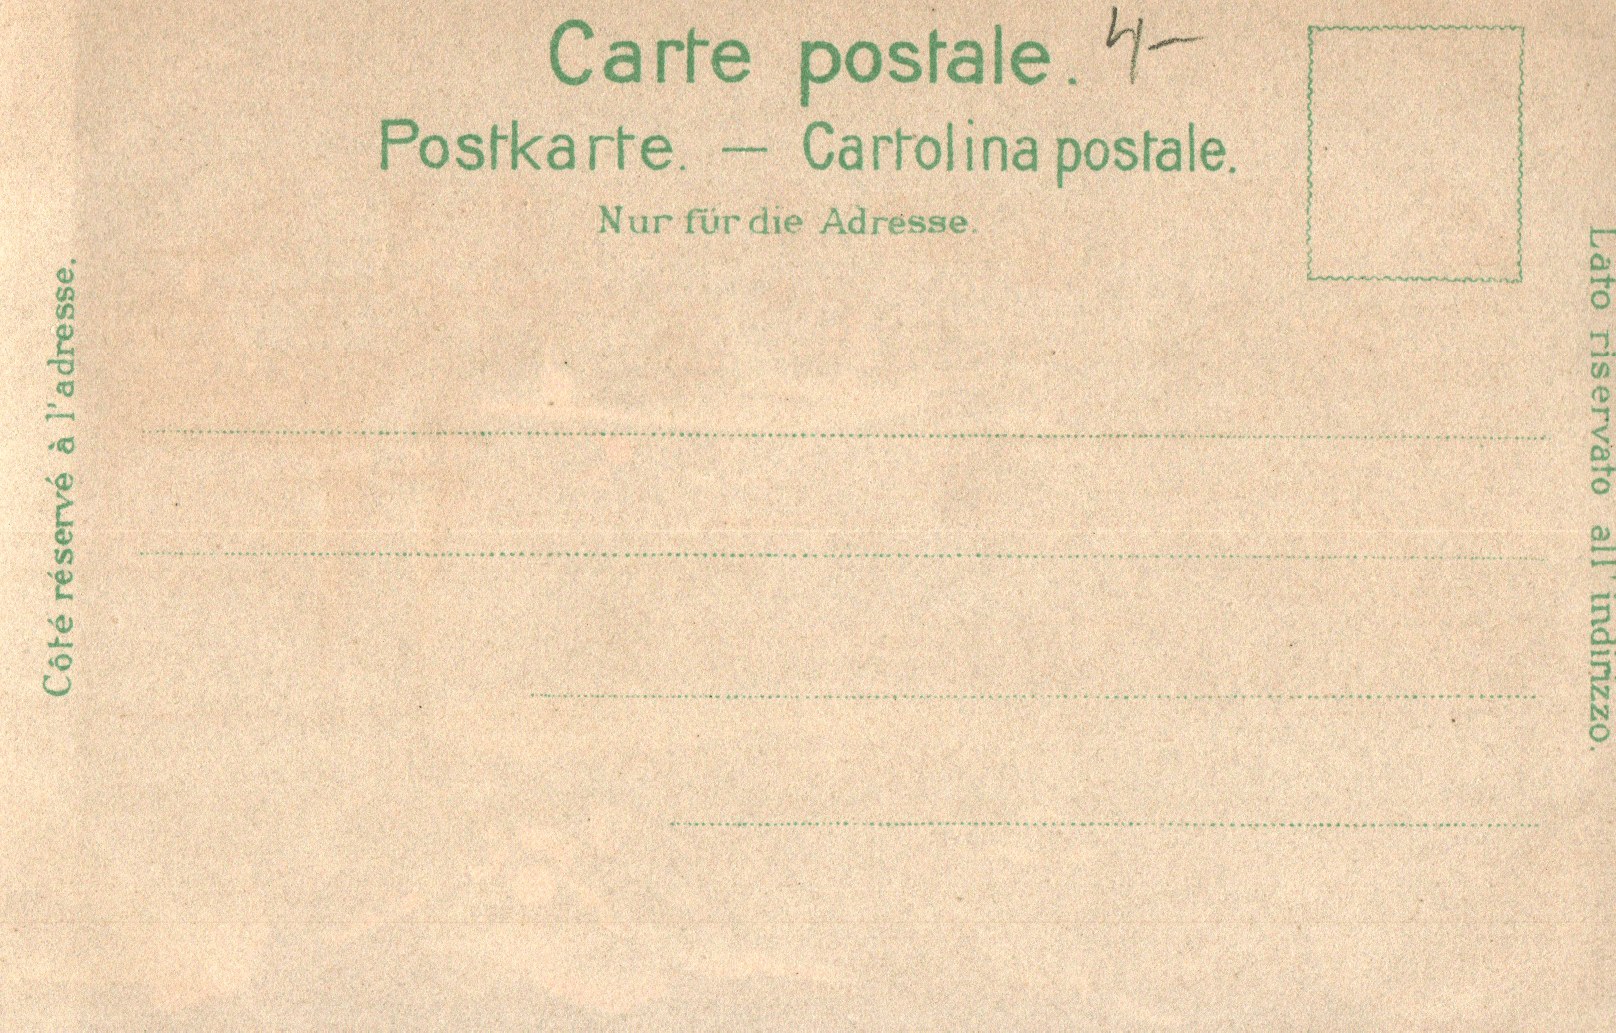 Carte postale. 4-
Postkarte. — Cartolina postale.
Nur für die Adresse.
Côté réservé à l'adresse.
Lato riservato all'indirizzo.